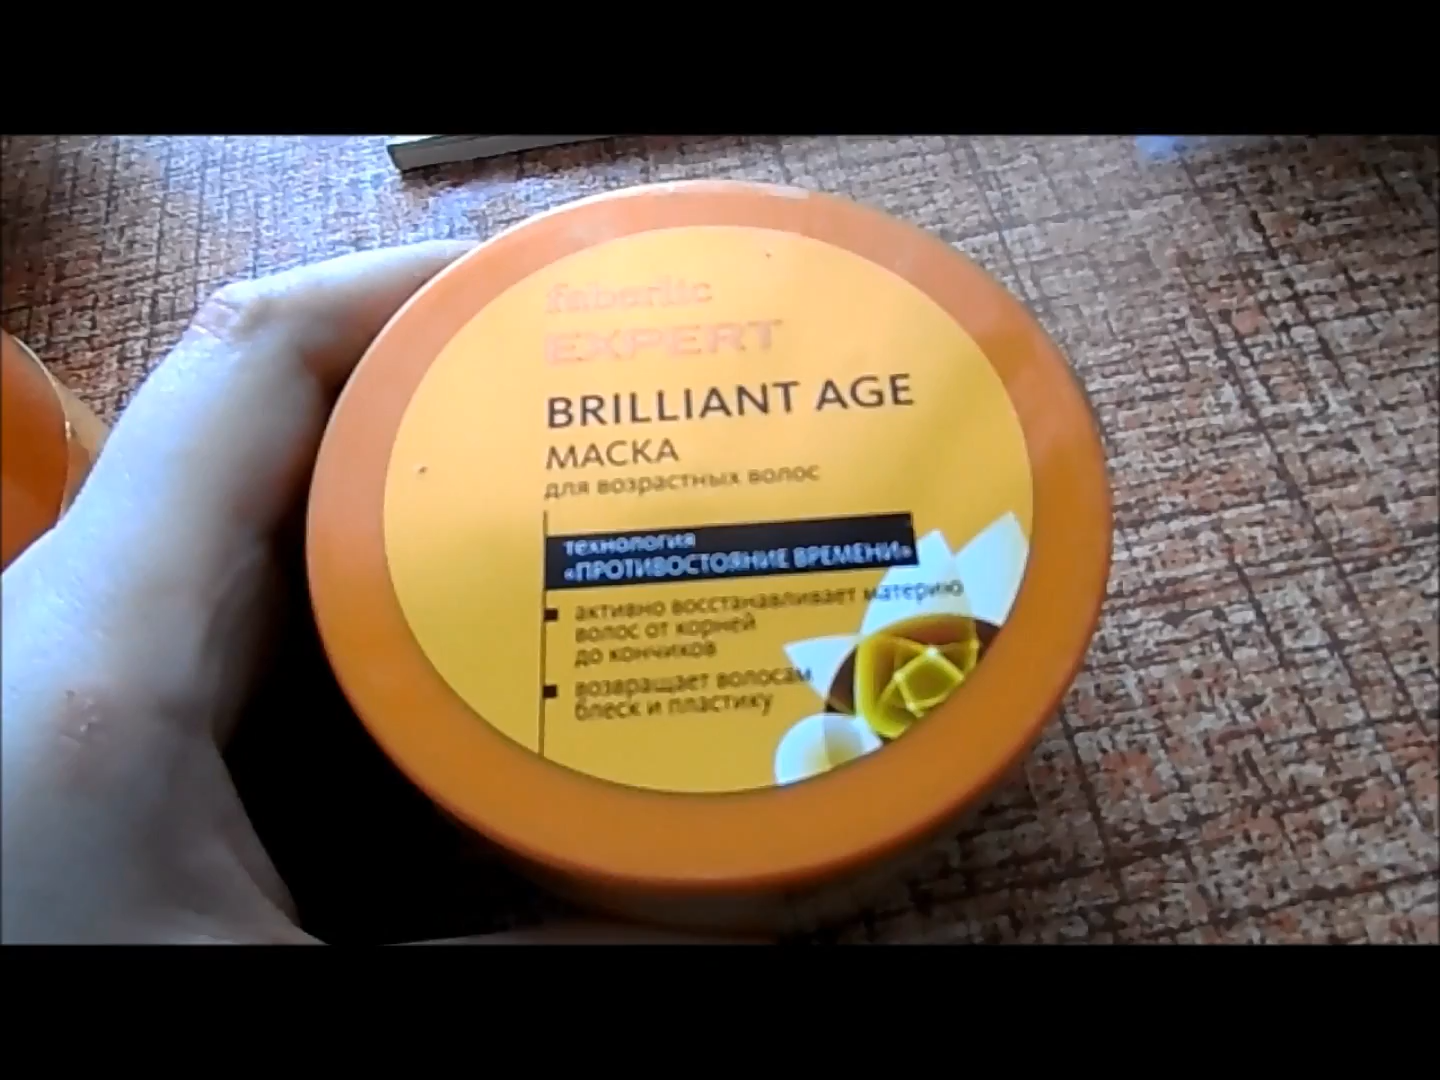 faberlic
EXPERT
BRILLIANT AGE
МАСКА
для возрастных волос
технология
«ПРОТИВОСТОЯНИЕ ВРЕМЕНИ»
активно восстанавливает материю
волос от корней
до кончиков
возвращает волосам
блеск и пластику